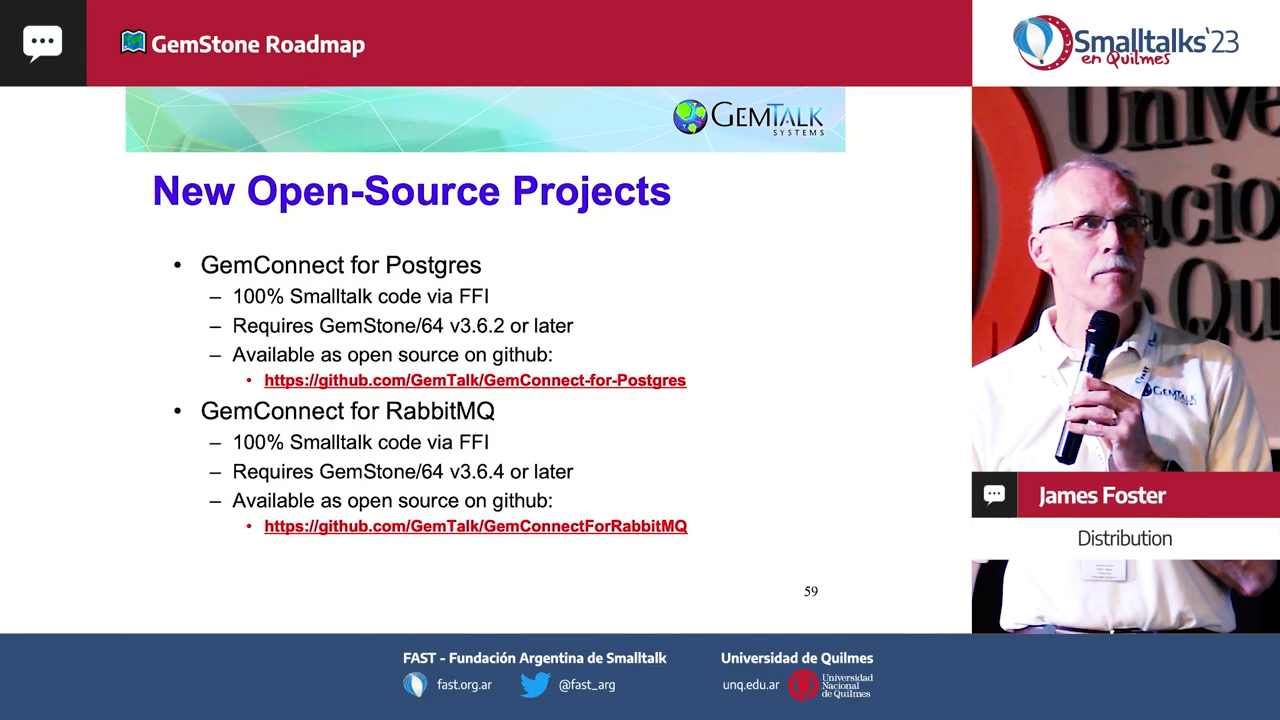 GemStone Roadmap
Smalltalks'23
en Quilmes
GEMTALK
SYSTEMS
New Open-Source Projects
• GemConnect for Postgres
– 100% Smalltalk code via FFI
– Requires GemStone/64 v3.6.2 or later
– Available as open source on github:
• https://github.com/GemTalk/GemConnect-for-Postgres
• GemConnect for RabbitMQ
– 100% Smalltalk code via FFI
– Requires GemStone/64 v3.6.4 or later
– Available as open source on github:
• https://github.com/GemTalk/GemConnectForRabbitMQ
59
Unive
acio
Qu
GEMTALK
James Foster
Distribution
FAST - Fundación Argentina de Smalltalk
fast.org.ar
@fast_arg
Universidad de Quilmes
unq.edu.ar
Universidad
Nacional
de Quilmes